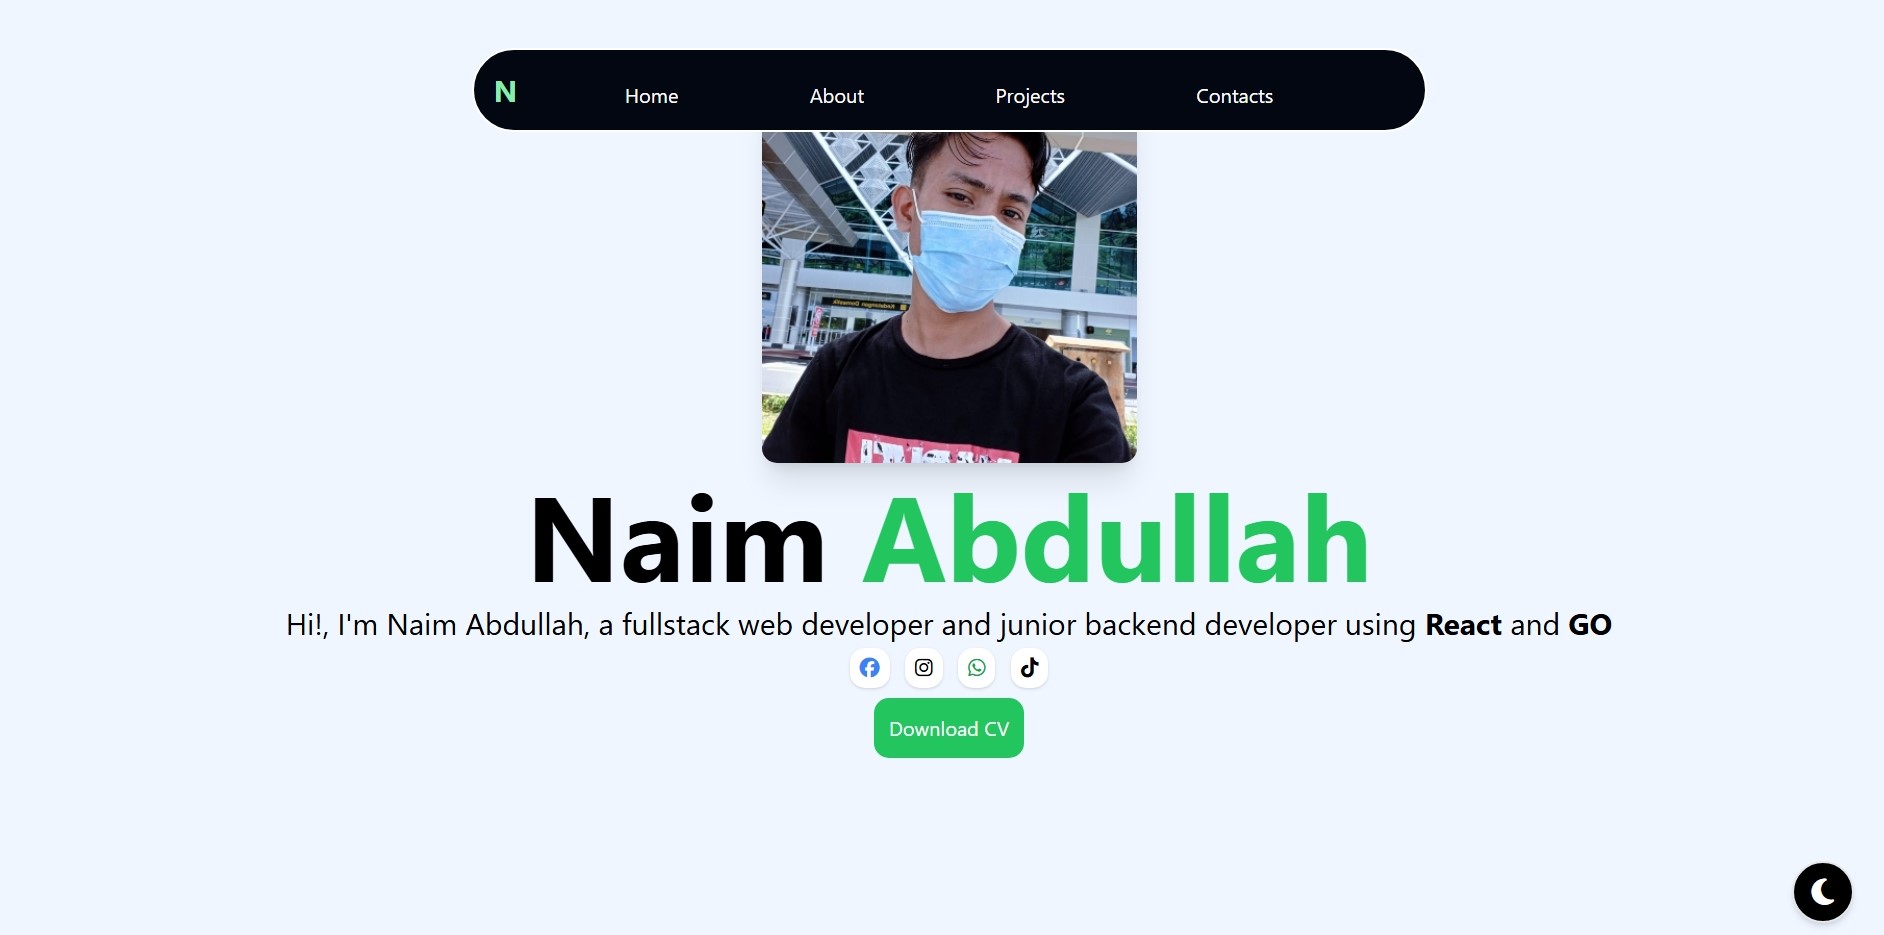 N
Home
About
Projects
Contacts
Naim Abdullah
Hi!, I'm Naim Abdullah, a fullstack web developer and junior backend developer using React and GO
Download CV